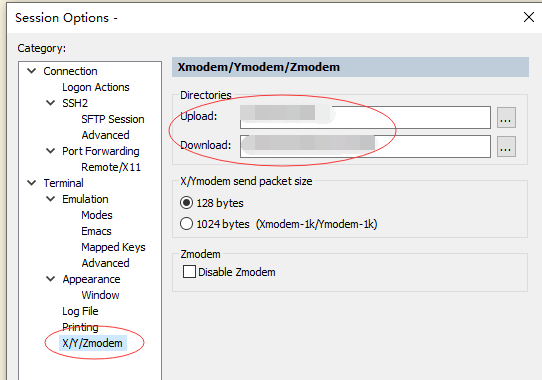 Session Options -
Category:
Connection
Logon Actions
SSH2
SFTP Session
Advanced
Port Forwarding
Remote/X11
Terminal
Emulation
Modes
Emacs
Mapped Keys
Advanced
Appearance
Window
Log File
Printing
X/Y/Zmodem
Xmodem/Ymodem/Zmodem
Directories
Upload:
...
Download:
...
X/Ymodem send packet size
128 bytes
1024 bytes (Xmodem-1k/Ymodem-1k)
Zmodem
Disable Zmodem